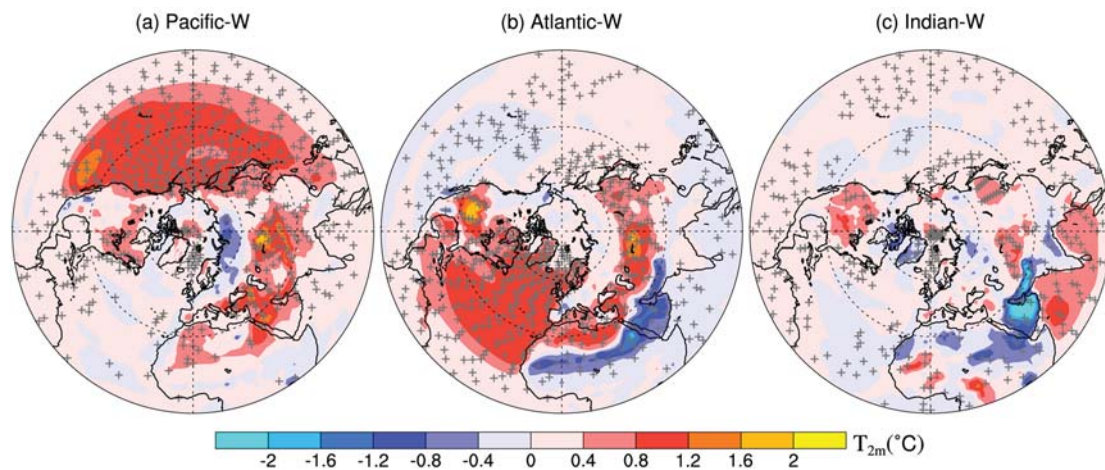 (a) Pacific-W
(b) Atlantic-W
(c) Indian-W
-2 -1.6 -1.2 -0.8 -0.4 0 0.4 0.8 1.2 1.6 2 T2m(°C)